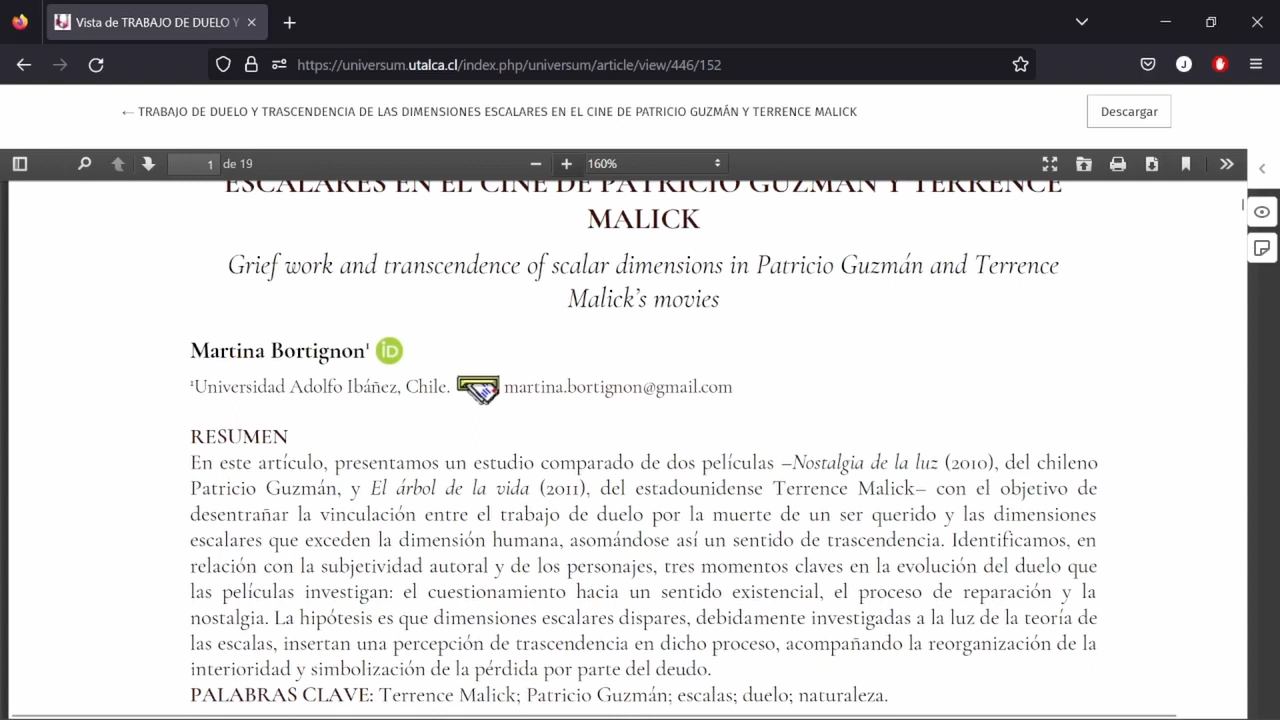 Vista de TRABAJO DE DUELO Y
https://universum.utalca.cl/index.php/universum/article/view/446/152
← TRABAJO DE DUELO Y TRASCENDENCIA DE LAS DIMENSIONES ESCALARES EN EL CINE DE PATRICIO GUZMÁN Y TERRENCE MALICK
Descargar
1 de 19
160%
ESCALARES EN EL CINE DE PATRICIO GUZMÁN Y TERRENCE
MALICK
Grief work and transcendence of scalar dimensions in Patricio Guzmán and Terrence
Malick's movies
Martina Bortignon¹ iD
¹Universidad Adolfo Ibáñez, Chile. martina.bortignon@gmail.com
RESUMEN
En este artículo, presentamos un estudio comparado de dos películas –Nostalgia de la luz (2010), del chileno
Patricio Guzmán, y El árbol de la vida (2011), del estadounidense Terrence Malick– con el objetivo de
desentrañar la vinculación entre el trabajo de duelo por la muerte de un ser querido y las dimensiones
escalares que exceden la dimensión humana, asomándose así un sentido de trascendencia. Identificamos, en
relación con la subjetividad autoral y de los personajes, tres momentos claves en la evolución del duelo que
las películas investigan: el cuestionamiento hacia un sentido existencial, el proceso de reparación y la
nostalgia. La hipótesis es que dimensiones escalares dispares, debidamente investigadas a la luz de la teoría de
las escalas, insertan una percepción de trascendencia en dicho proceso, acompañando la reorganización de la
interioridad y simbolización de la pérdida por parte del deudo.
PALABRAS CLAVE: Terrence Malick; Patricio Guzmán; escalas; duelo; naturaleza.